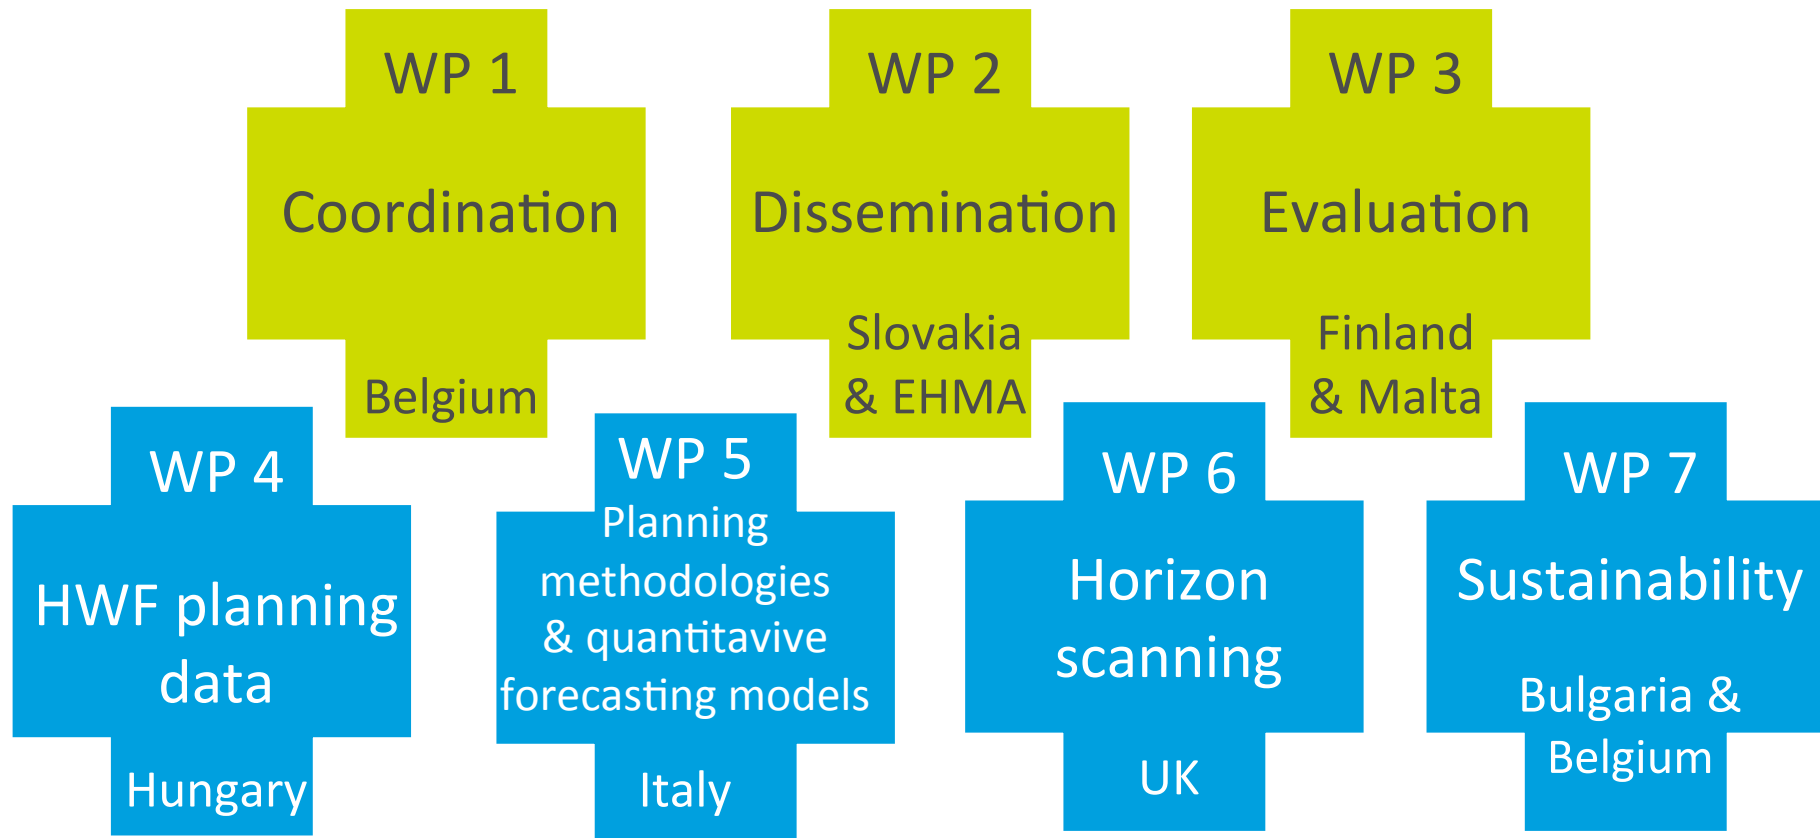 WP 1
Coordination
Belgium
WP 2
Dissemination
Slovakia
& EHMA
WP 3
Evaluation
Finland
& Malta
WP 4
HWF planning
data
Hungary
WP 5
Planning
methodologies
& quantitavive
forecasting models
Italy
WP 6
Horizon
scanning
UK
WP 7
Sustainability
Bulgaria &
Belgium